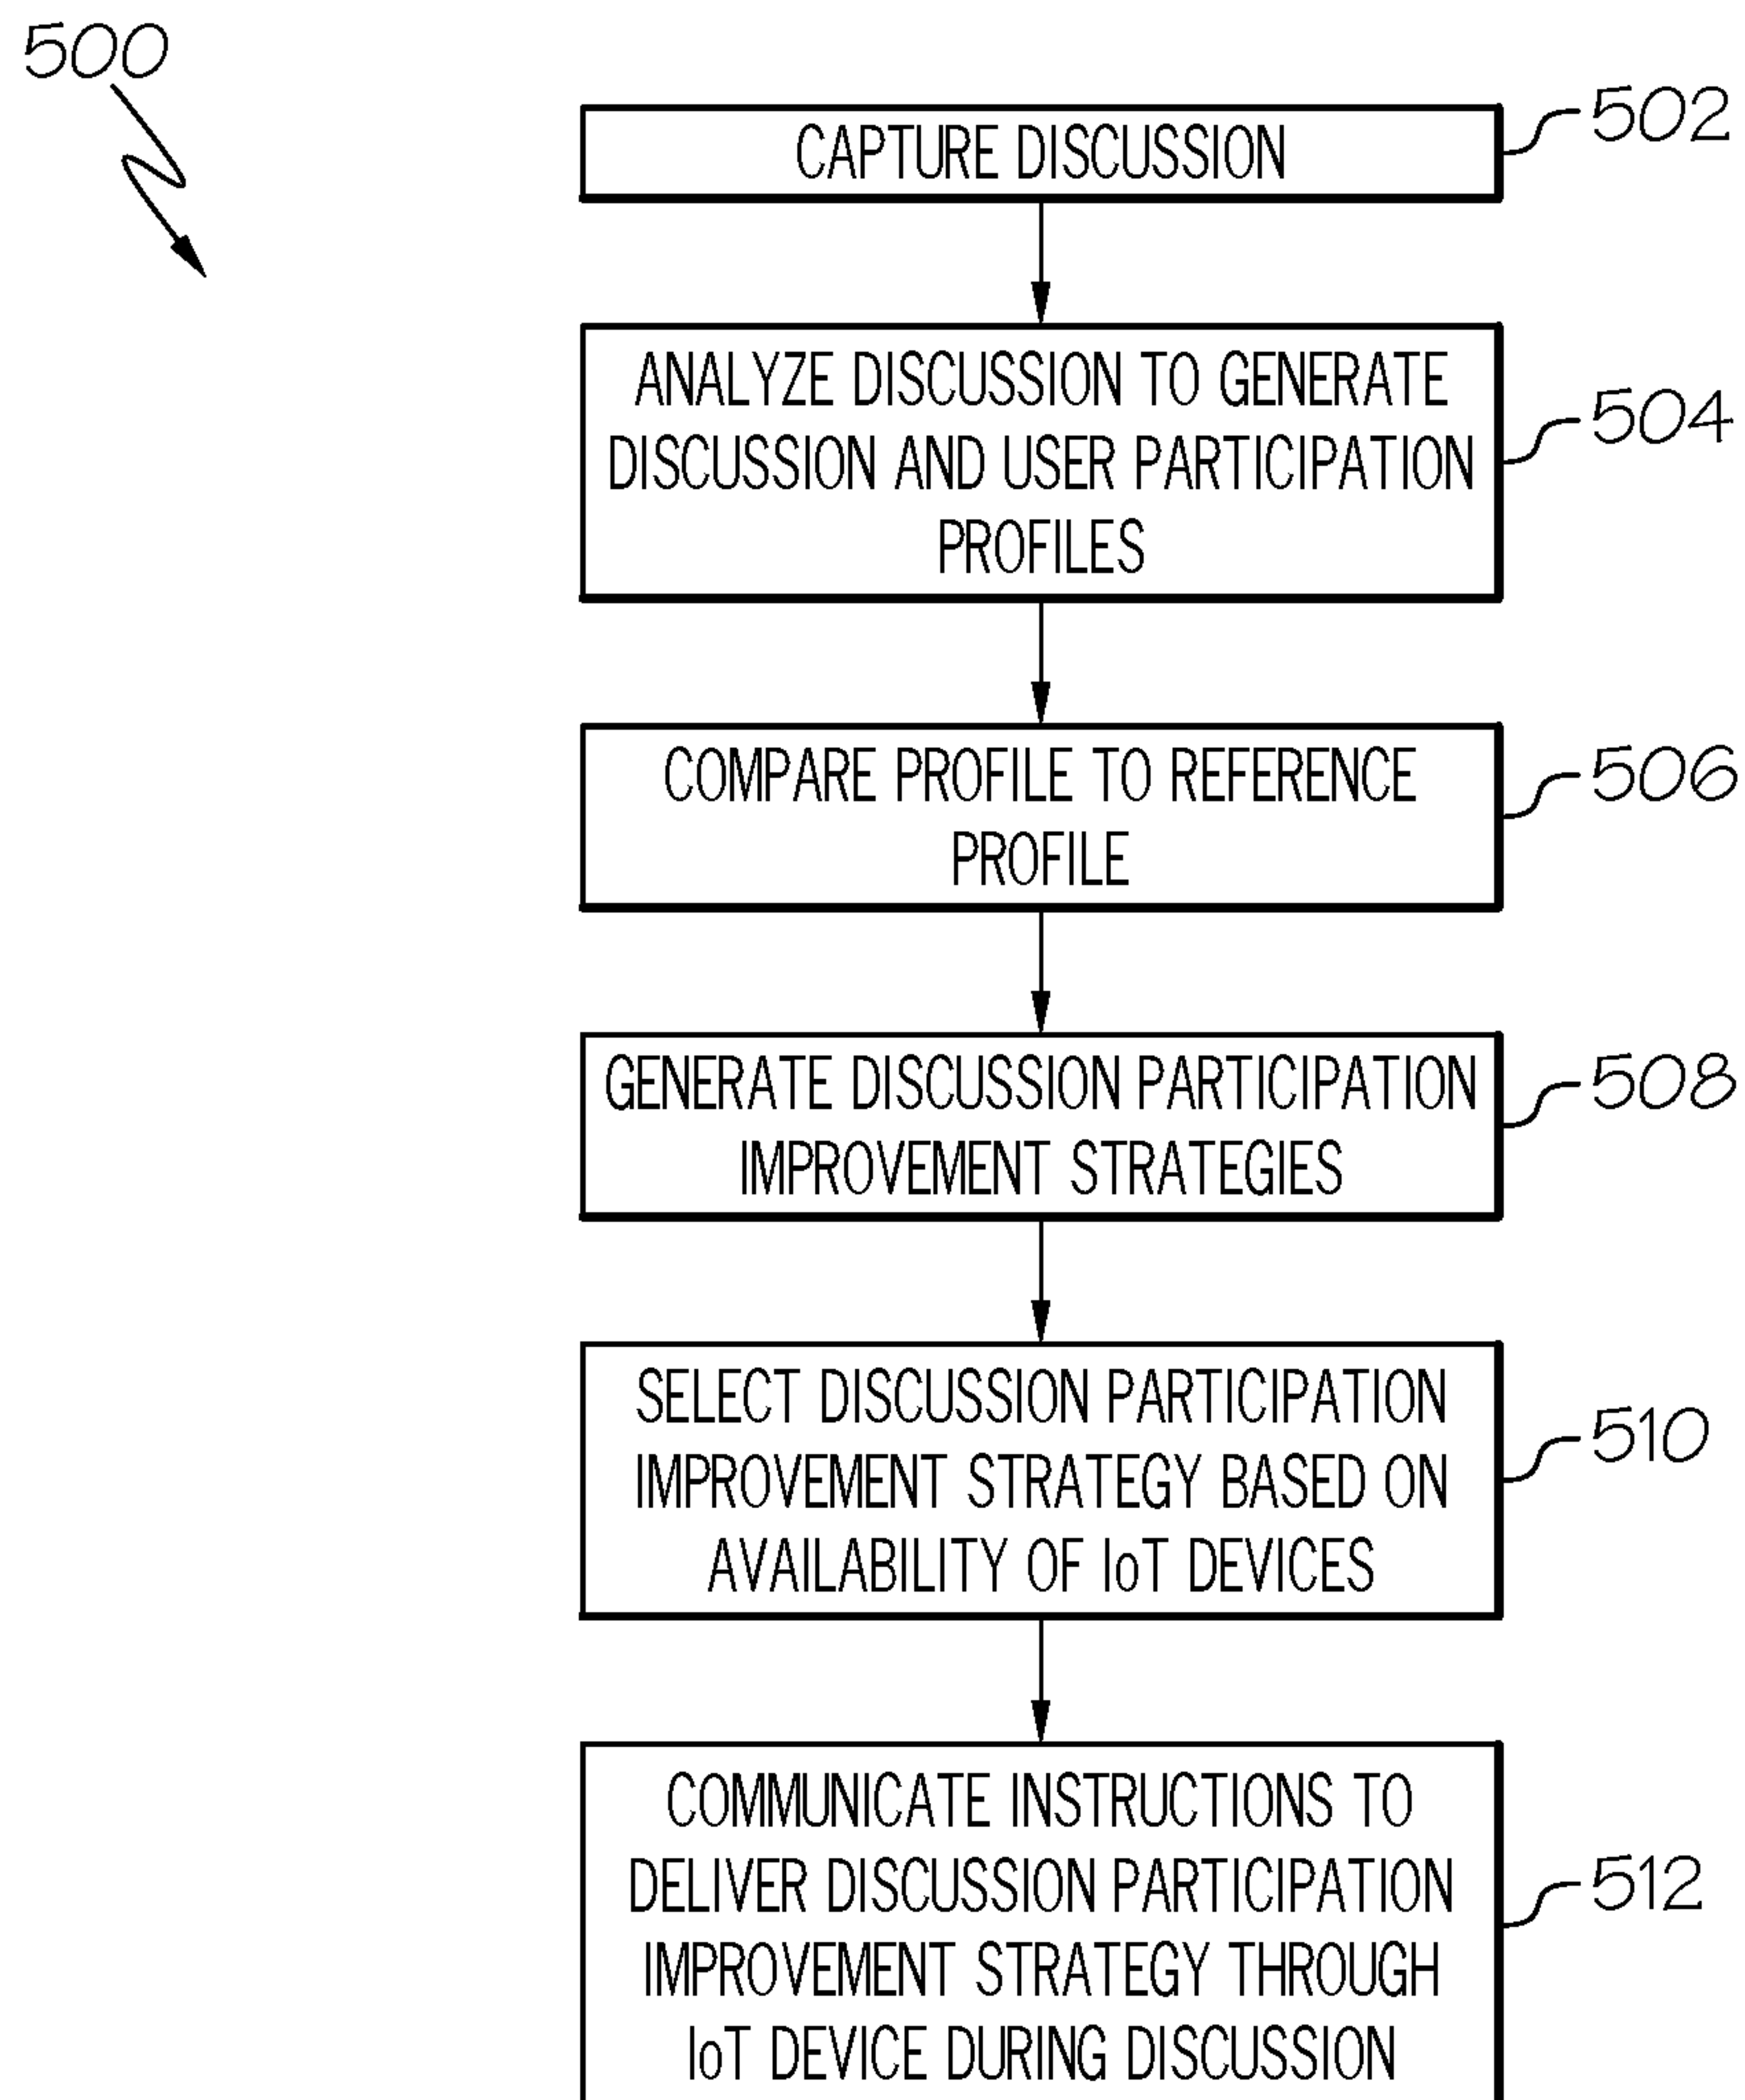 500
CAPTURE DISCUSSION
502
ANALYZE DISCUSSION TO GENERATE
DISCUSSION AND USER PARTICIPATION
PROFILES
504
COMPARE PROFILE TO REFERENCE
PROFILE
506
GENERATE DISCUSSION PARTICIPATION
IMPROVEMENT STRATEGIES
508
SELECT DISCUSSION PARTICIPATION
IMPROVEMENT STRATEGY BASED ON
AVAILABILITY OF IoT DEVICES
510
COMMUNICATE INSTRUCTIONS TO
DELIVER DISCUSSION PARTICIPATION
IMPROVEMENT STRATEGY THROUGH
IoT DEVICE DURING DISCUSSION
512